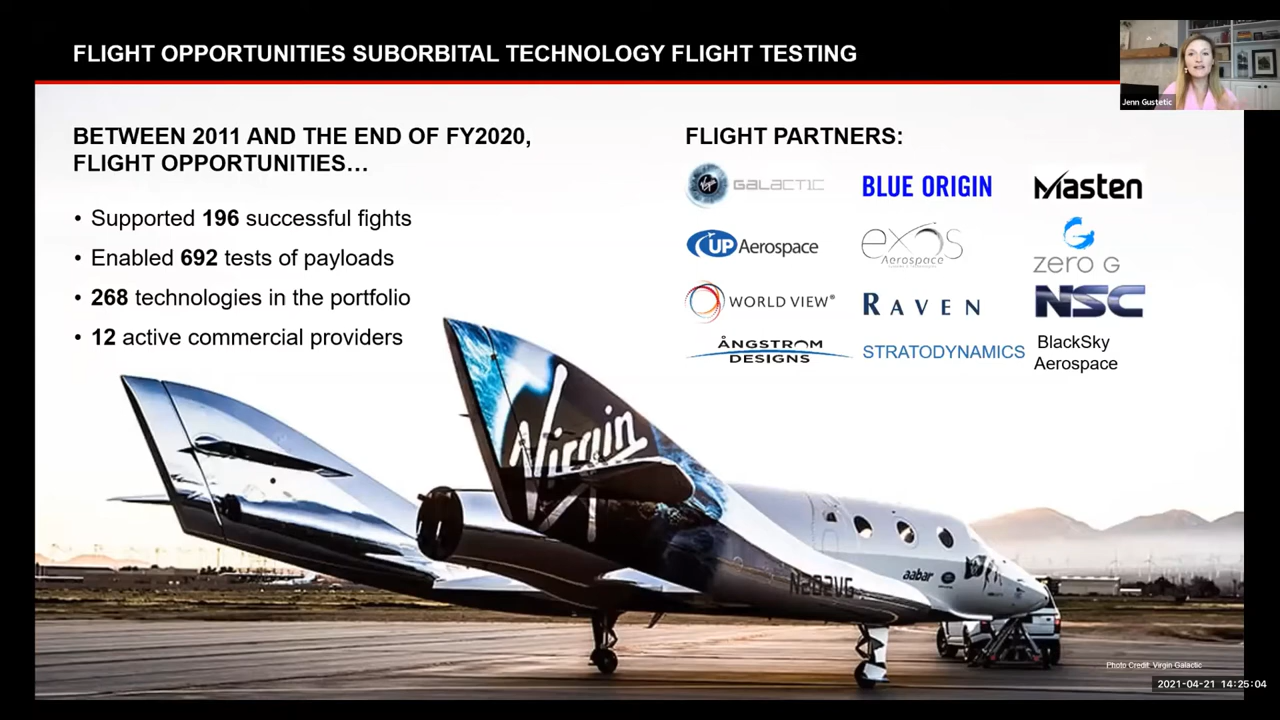 FLIGHT OPPORTUNITIES SUBORBITAL TECHNOLOGY FLIGHT TESTING
Jenn Gustetic
BETWEEN 2011 AND THE END OF FY2020,
FLIGHT OPPORTUNITIES…
• Supported 196 successful fights
• Enabled 692 tests of payloads
• 268 technologies in the portfolio
• 12 active commercial providers
FLIGHT PARTNERS:
Virgin GALACTIC
BLUE ORIGIN
Masten
UP Aerospace
exos
Aerospace
zero G
WORLD VIEW®
RAVEN
NSC
ÅNGSTROM
DESIGNS
STRATODYNAMICS
BlackSky
Aerospace
Virgin
aabar
N202VG
Photo Credit: Virgin Galactic
2021-04-21 14:25:04